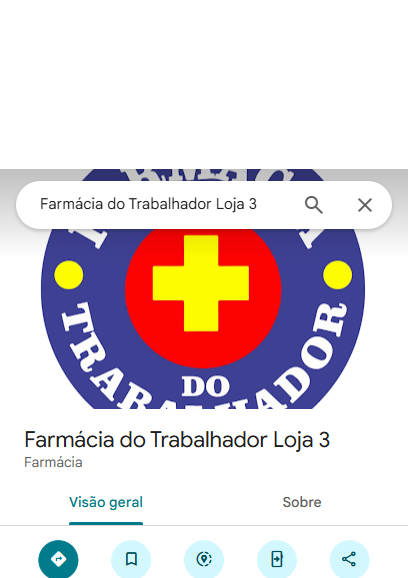 Farmácia do Trabalhador Loja 3
DO
TRABALHADOR
Farmácia do Trabalhador Loja 3
Farmácia
Visão geral
Sobre